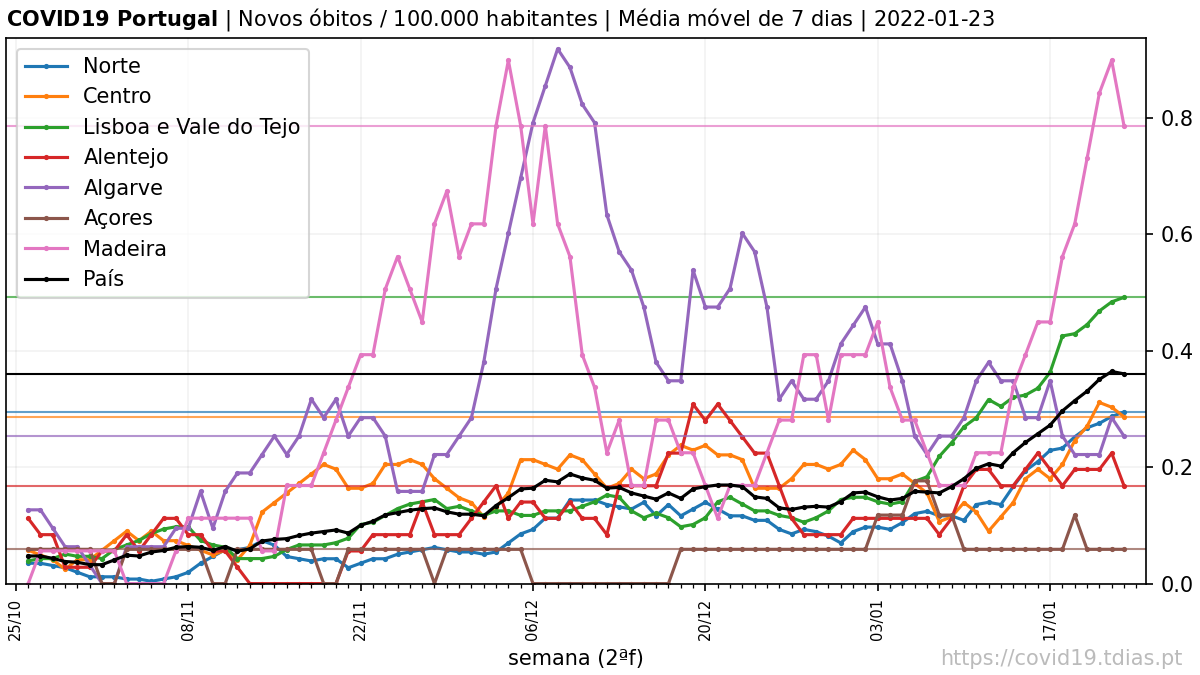 COVID19 Portugal | Novos óbitos / 100.000 habitantes | Média móvel de 7 dias | 2022-01-23
Norte
Centro
Lisboa e Vale do Tejo
Alentejo
Algarve
Açores
Madeira
País
0.8
0.6
0.4
0.2
0.0
25/10
08/11
22/11
06/12
20/12
03/01
17/01
semana (2ªf)
https://covid19.tdias.pt